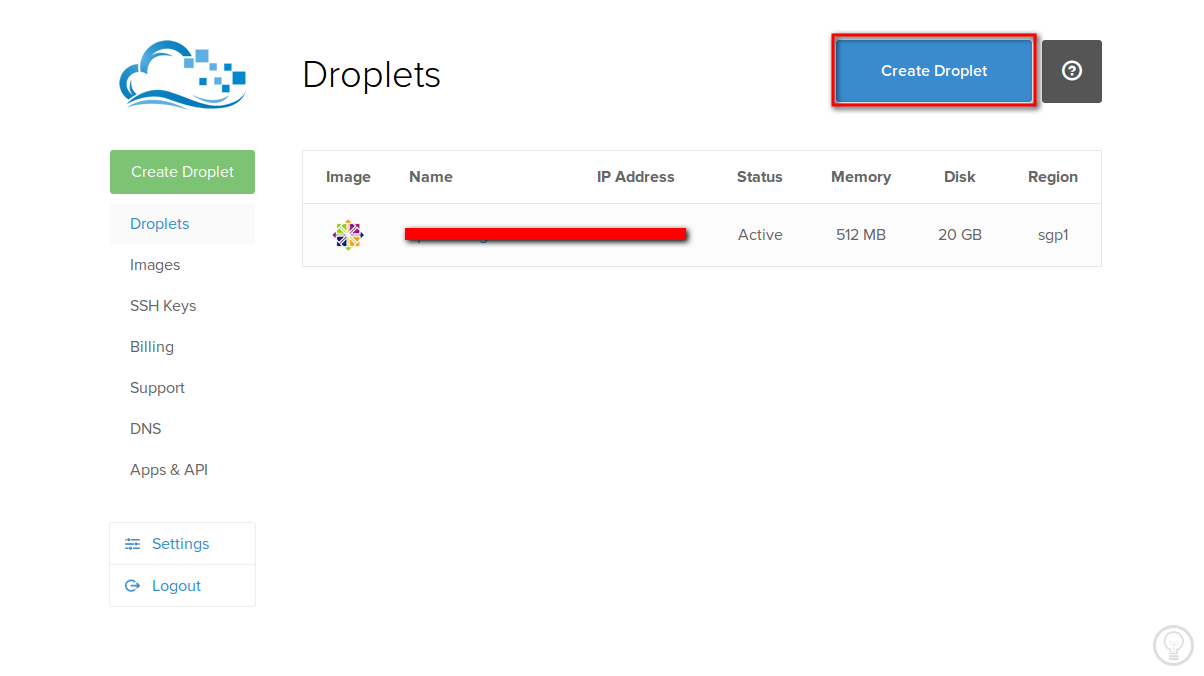 Droplets
Create Droplet
Create Droplet
Droplets
Images
SSH Keys
Billing
Support
DNS
Apps & API
Settings
Logout
Image Name IP Address Status Memory Disk Region
Active 512 MB 20 GB sgp1